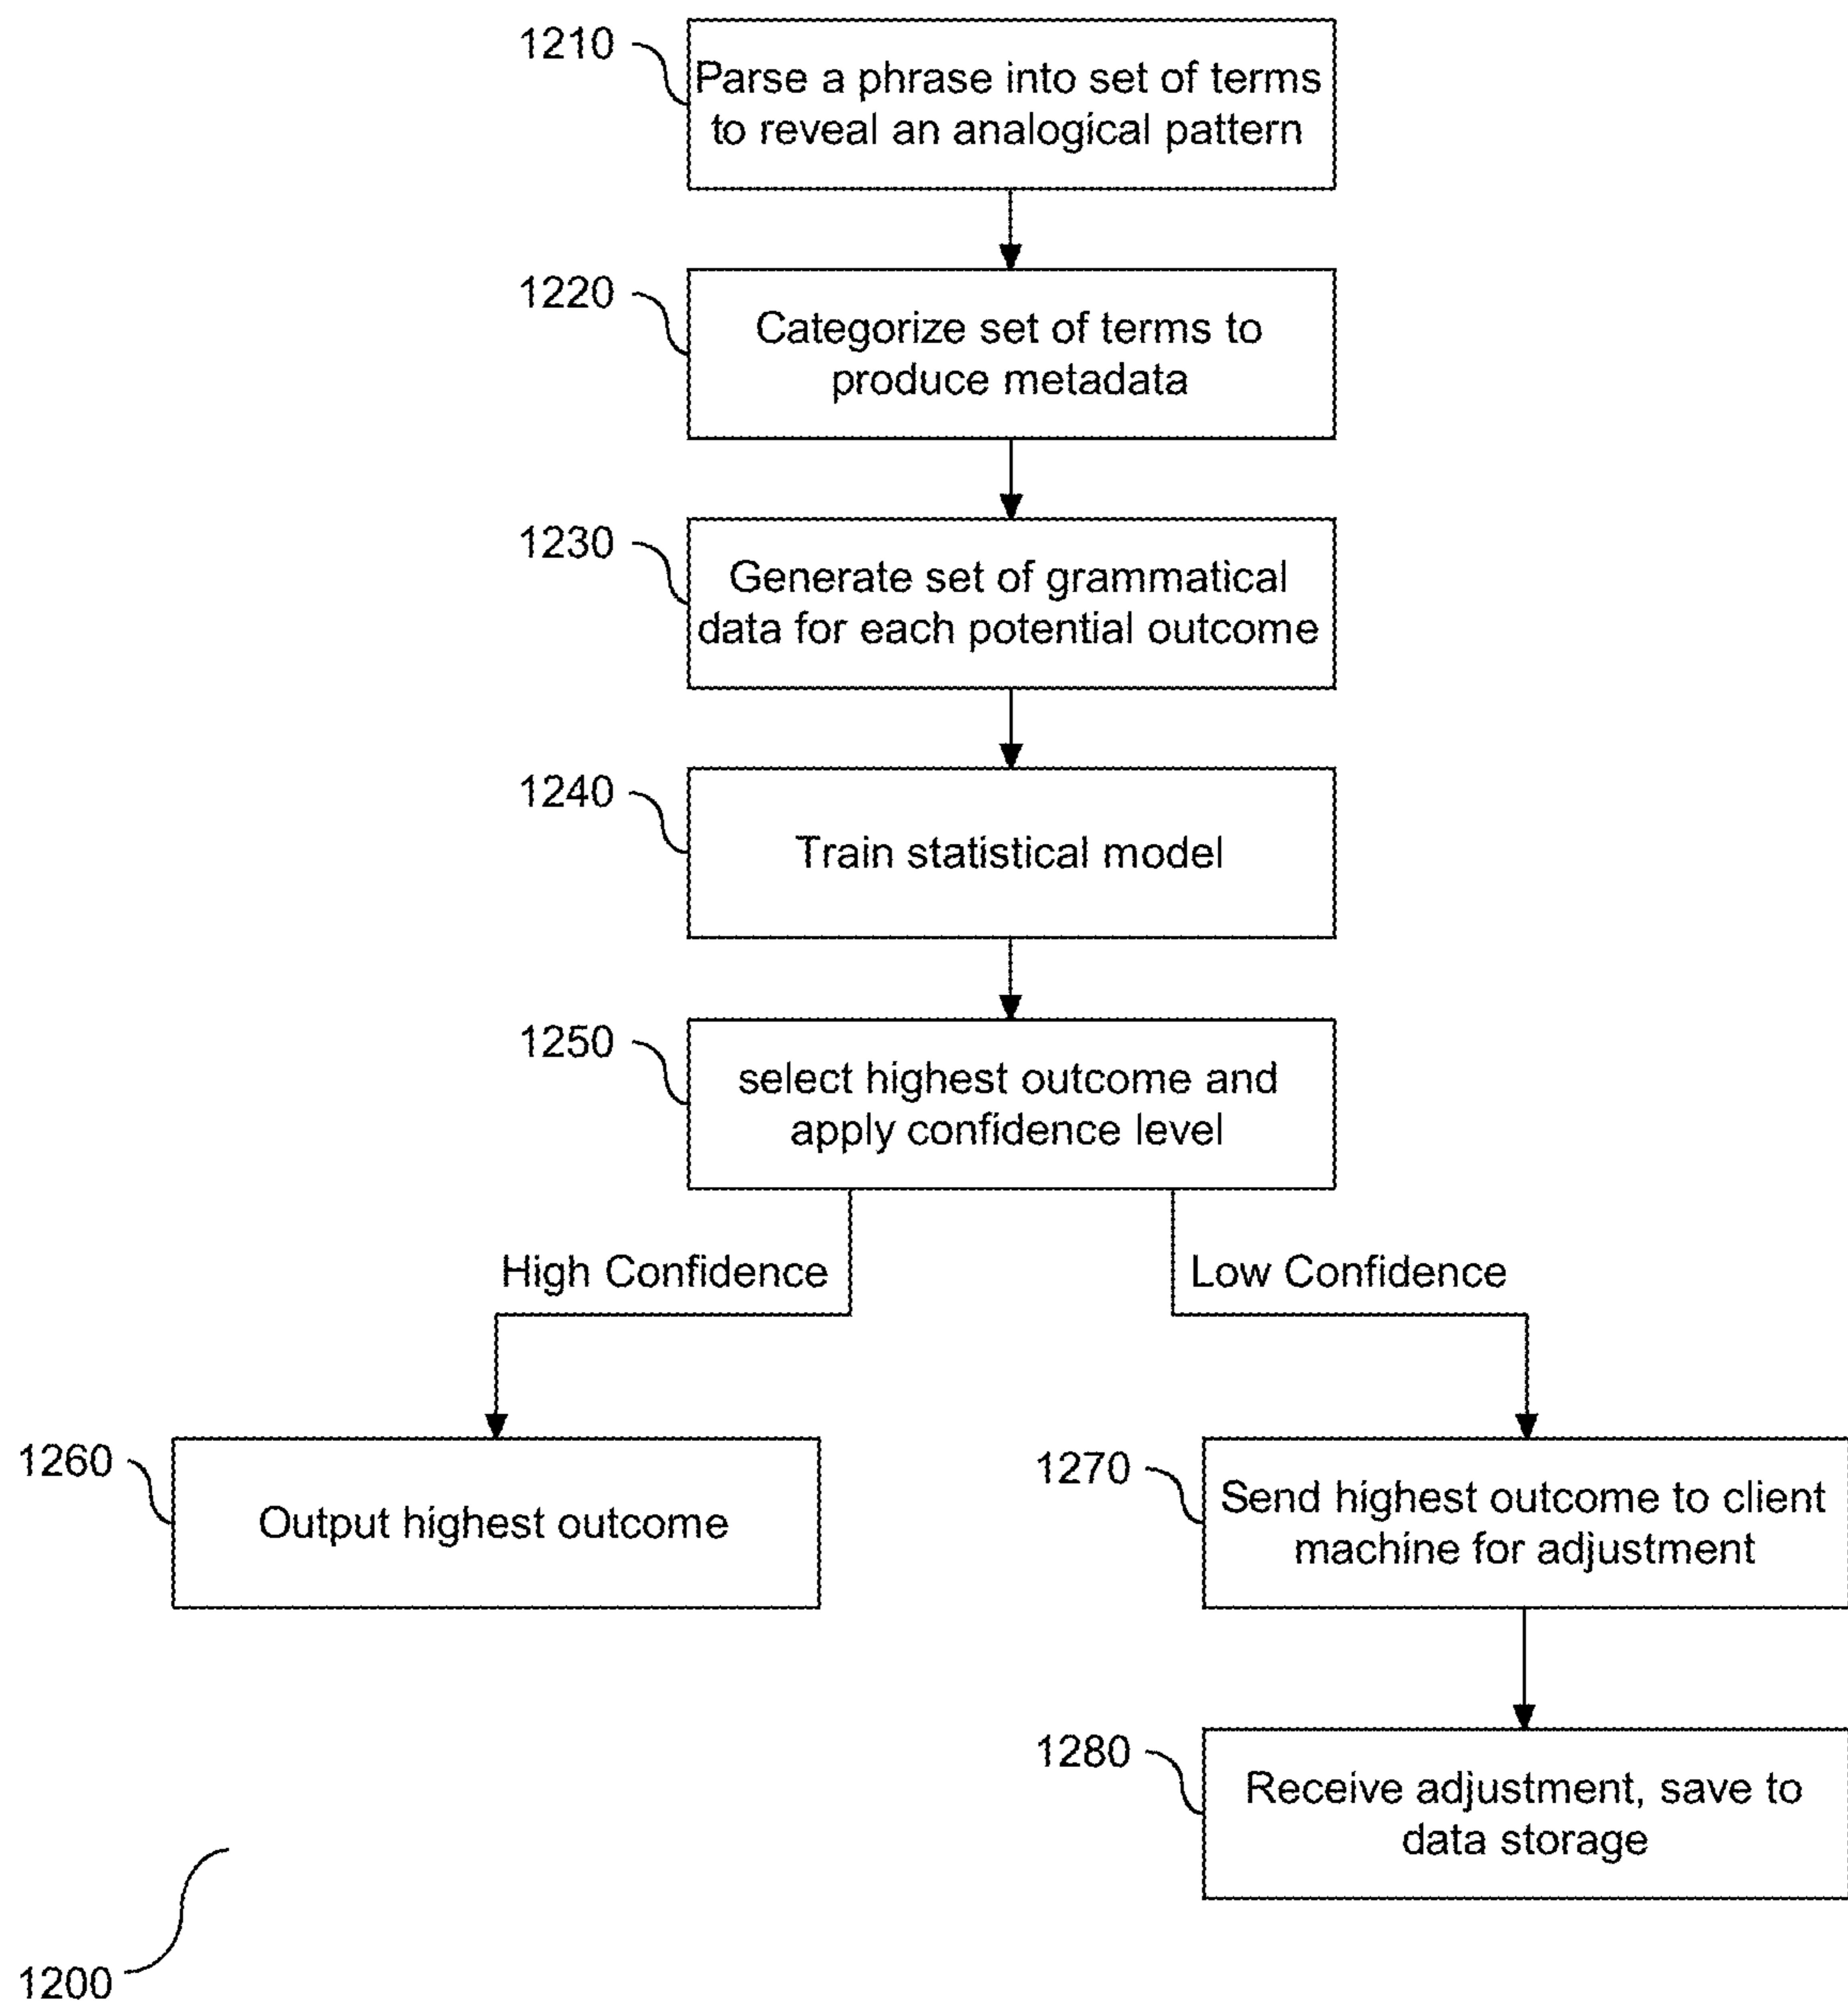 1210
Parse a phrase into set of terms
to reveal an analogical pattern
1220
Categorize set of terms to
produce metadata
1230
Generate set of grammatical
data for each potential outcome
1240
Train statistical model
1250
select highest outcome and
apply confidence level
High Confidence
Low Confidence
1260
Output highest outcome
1270
Send highest outcome to client
machine for adjustment
1280
Receive adjustment, save to
data storage
1200